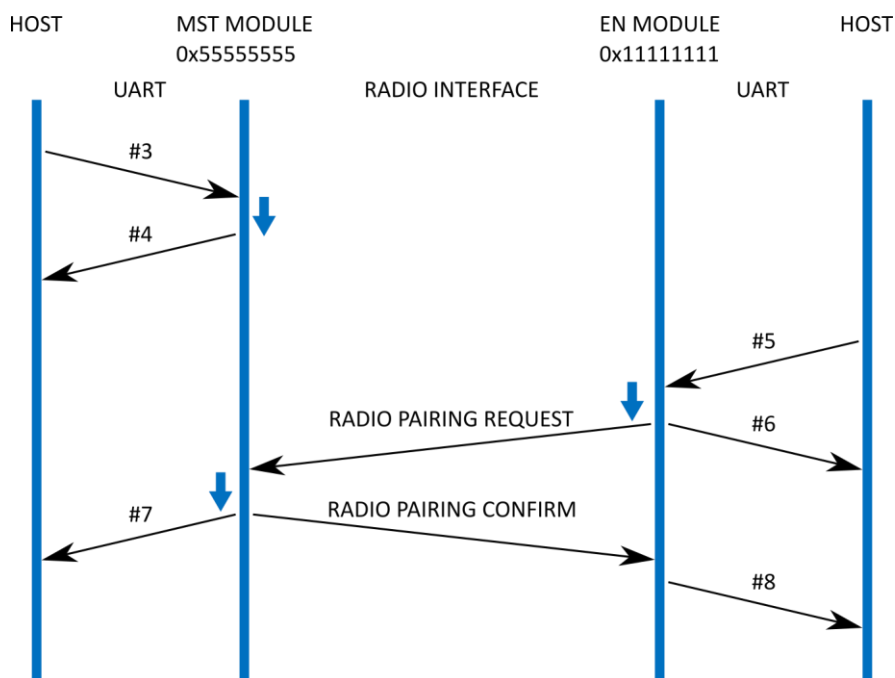 HOST
MST MODULE
0x55555555
EN MODULE
0x11111111
HOST
UART
RADIO INTERFACE
UART
#3
#4
#5
RADIO PAIRING REQUEST
#6
#7
RADIO PAIRING CONFIRM
#8